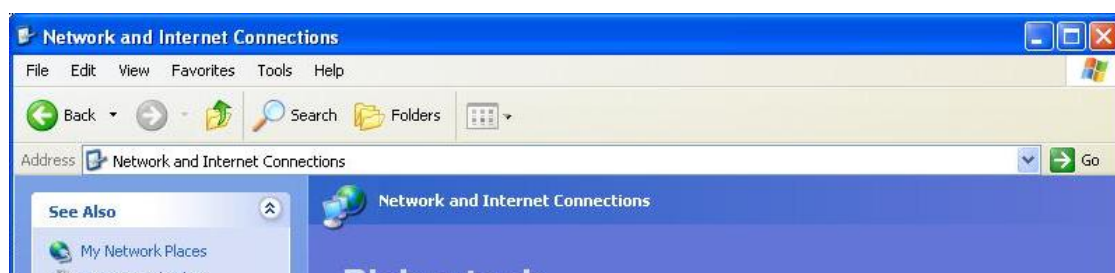 Network and Internet Connections
File Edit View Favorites Tools Help
Back Search Folders
Address Network and Internet Connections Go
See Also
Network and Internet Connections
My Network Places